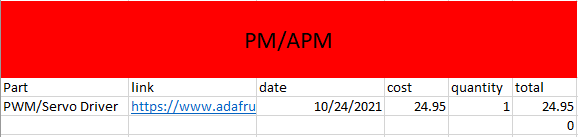 PM/APM
Part link date cost quantity total
PWM/Servo Driver https://www.adafru 10/24/2021 24.95 1 24.95
0